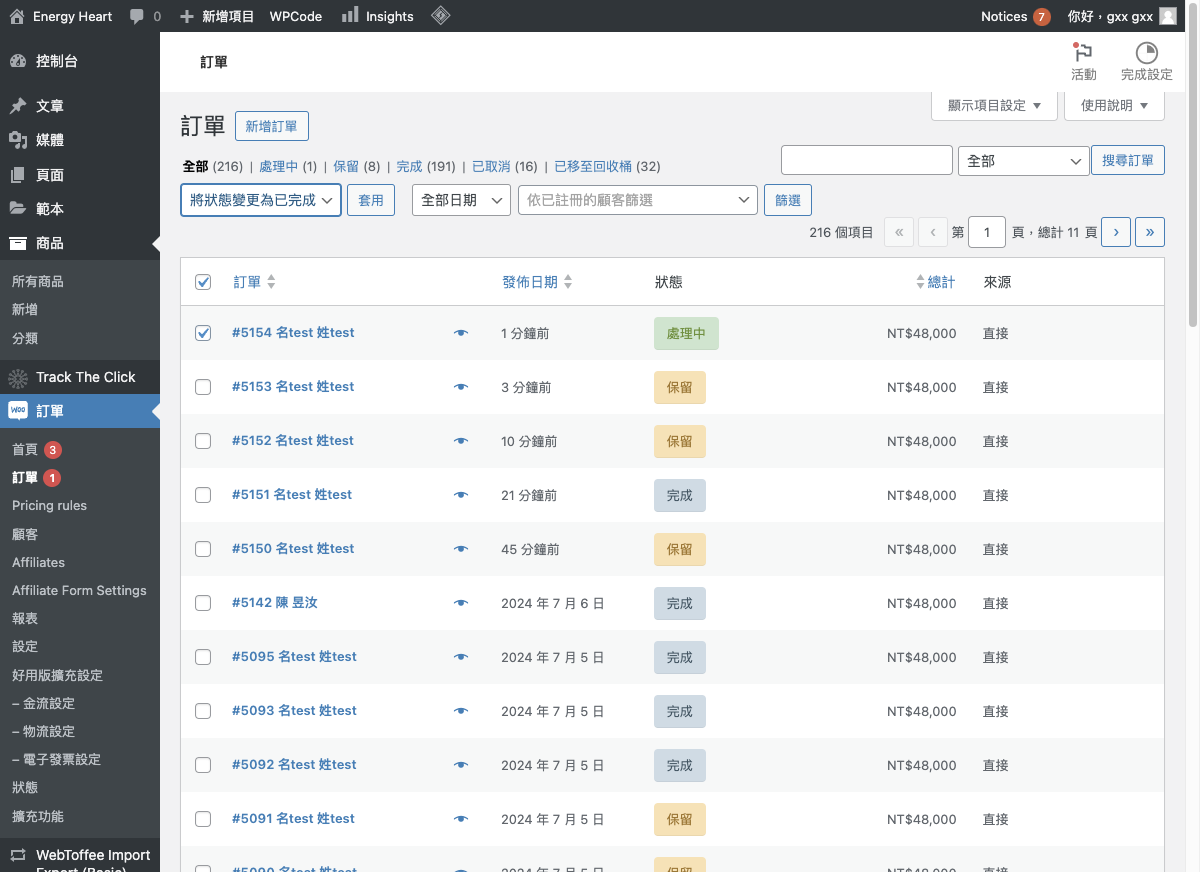 Energy Heart 0 新增項目 WPCode Insights Notices 7 你好，gxx gxx
控制台
文章
媒體
頁面
範本
商品
所有商品
新增
分類
Track The Click
訂單
首頁 3
訂單 1
Pricing rules
顧客
Affiliates
Affiliate Form Settings
報表
設定
好用版擴充設定
– 金流設定
– 物流設定
– 電子發票設定
狀態
擴充功能
WebToffee Import
Export (Basic)
訂單
活動
完成設定
顯示項目設定 ▼
使用說明 ▼
訂單 新增訂單
全部 (216) | 處理中 (1) | 保留 (8) | 完成 (191) | 已取消 (16) | 已移至回收桶 (32)
全部 搜尋訂單
將狀態變更為已完成 套用 全部日期 依已註冊的顧客篩選 篩選
216 個項目 « ‹ 第 1 頁，總計 11 頁 › »
訂單 發佈日期 狀態 總計 來源
#5154 名test 姓test 1 分鐘前 處理中 NT$48,000 直接
#5153 名test 姓test 3 分鐘前 保留 NT$48,000 直接
#5152 名test 姓test 10 分鐘前 保留 NT$48,000 直接
#5151 名test 姓test 21 分鐘前 完成 NT$48,000 直接
#5150 名test 姓test 45 分鐘前 保留 NT$48,000 直接
#5142 陳 昱汝 2024 年 7 月 6 日 完成 NT$48,000 直接
#5095 名test 姓test 2024 年 7 月 5 日 完成 NT$48,000 直接
#5093 名test 姓test 2024 年 7 月 5 日 完成 NT$48,000 直接
#5092 名test 姓test 2024 年 7 月 5 日 完成 NT$48,000 直接
#5091 名test 姓test 2024 年 7 月 5 日 保留 NT$48,000 直接
#5090 名test 姓test 2024 年 7 月 5 日 保留 NT$48,000 直接